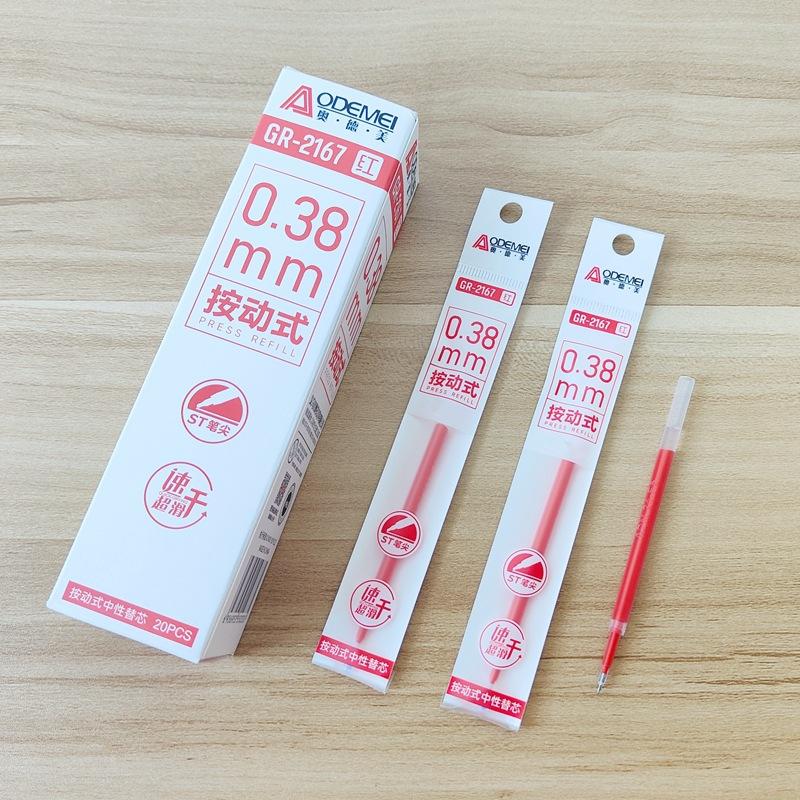 AODEMEI
奥·德·美
GR-2167 红
0.38
mm
按动式
PRESS REFILL
ST笔尖
速干
超滑
按动式中性替芯 20PCS
AODEMEI
奥·德·美
GR-2167 红
0.38
mm
按动式
PRESS REFILL
ST笔尖
速干
超滑
按动式中性替芯
AODEMEI
奥·德·美
GR-2167 红
0.38
mm
按动式
PRESS REFILL
ST笔尖
速干
超滑
按动式中性替芯